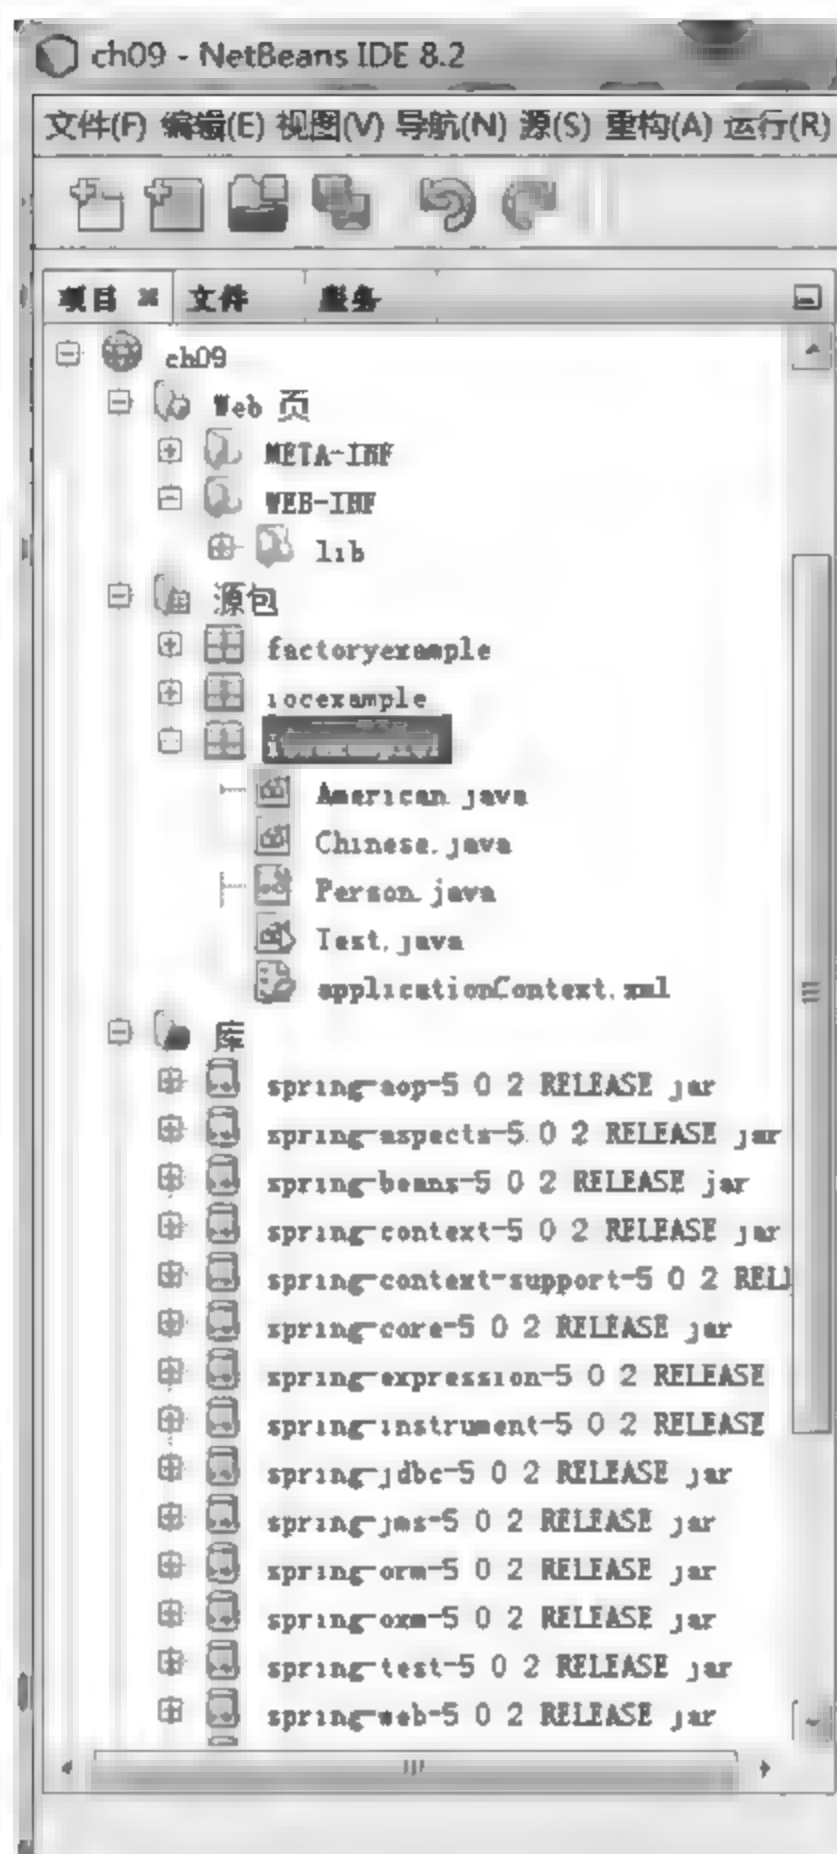 ch09 - NetBeans IDE 8.2
文件(F) 编辑(E) 视图(V) 导航(N) 源(S) 重构(A) 运行(R)
项目 文件 服务
ch09
Web 页
META-INF
WEB-INF
lib
源包
factoryexample
iocexample
American.java
Chinese.java
Person.java
Test.java
applicationContext.xml
库
spring-aop-5 0 2 RELEASE jar
spring-aspects-5.0 2 RELEASE jar
spring-beans-5 0 2 RELEASE jar
spring-context-5 0 2 RELEASE jar
spring-context-support-5 0 2 REL
spring-core-5 0 2 RELEASE jar
spring-expression-5 0 2 RELEASE
spring-instrument-5 0 2 RELEASE
spring-jdbc-5 0 2 RELEASE jar
spring-jms-5 0 2 RELEASE jar
spring-orm-5 0 2 RELEASE jar
spring-oxm-5 0 2 RELEASE jar
spring-test-5 0 2 RELEASE jar
spring-web-5 0 2 RELEASE jar